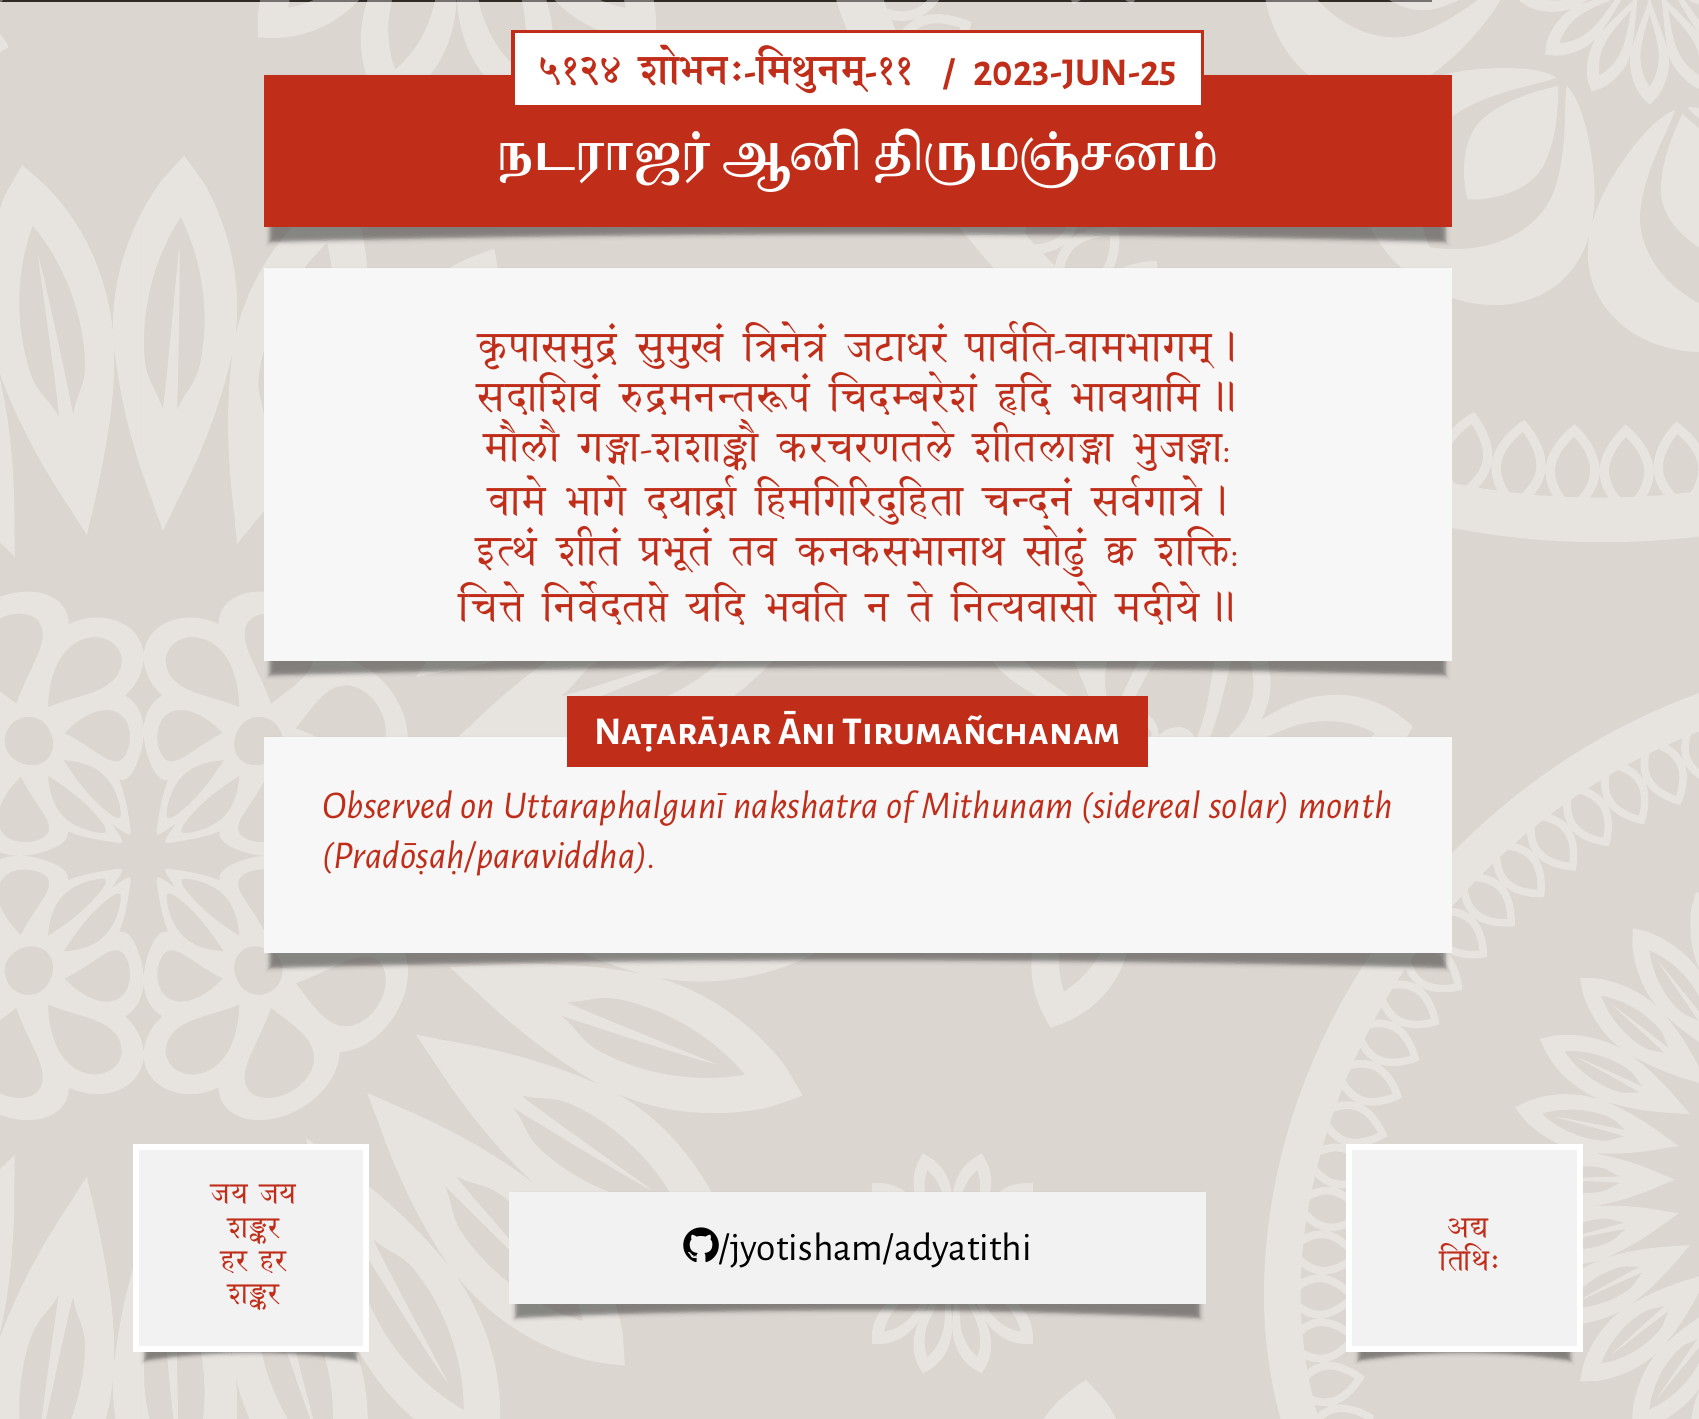 ५१२४ शोभनः-मिथुनम्-११ / 2023-JUN-25
நடராஜர் ஆனி திருமஞ்சனம்
कृपासमुद्रं सुमुखं त्रिनेत्रं जटाधरं पार्वति-वामभागम् ।
सदाशिवं रुद्रमनन्तरूपं चिदम्बरेशं हृदि भावयामि ॥
मौलौ गङ्गा-शशाङ्कौ करचरणतले शीतलाङ्गा भुजङ्गाः
वामे भागे दयार्द्रा हिमगिरिदुहिता चन्दनं सर्वगात्रे ।
इत्थं शीतं प्रभूतं तव कनकसभानाथ सोढुं क्व शक्तिः
चित्ते निर्वेदतप्ते यदि भवति न ते नित्यवासो मदीये ॥
Naṭarājar Āni Tirumañchanam
Observed on Uttaraphalgunī nakshatra of Mithunam (sidereal solar) month
(Pradōṣaḥ/paraviddha).
जय जय
शङ्कर
हर हर
शङ्कर
/jyotisham/adyatithi
अद्य
तिथिः